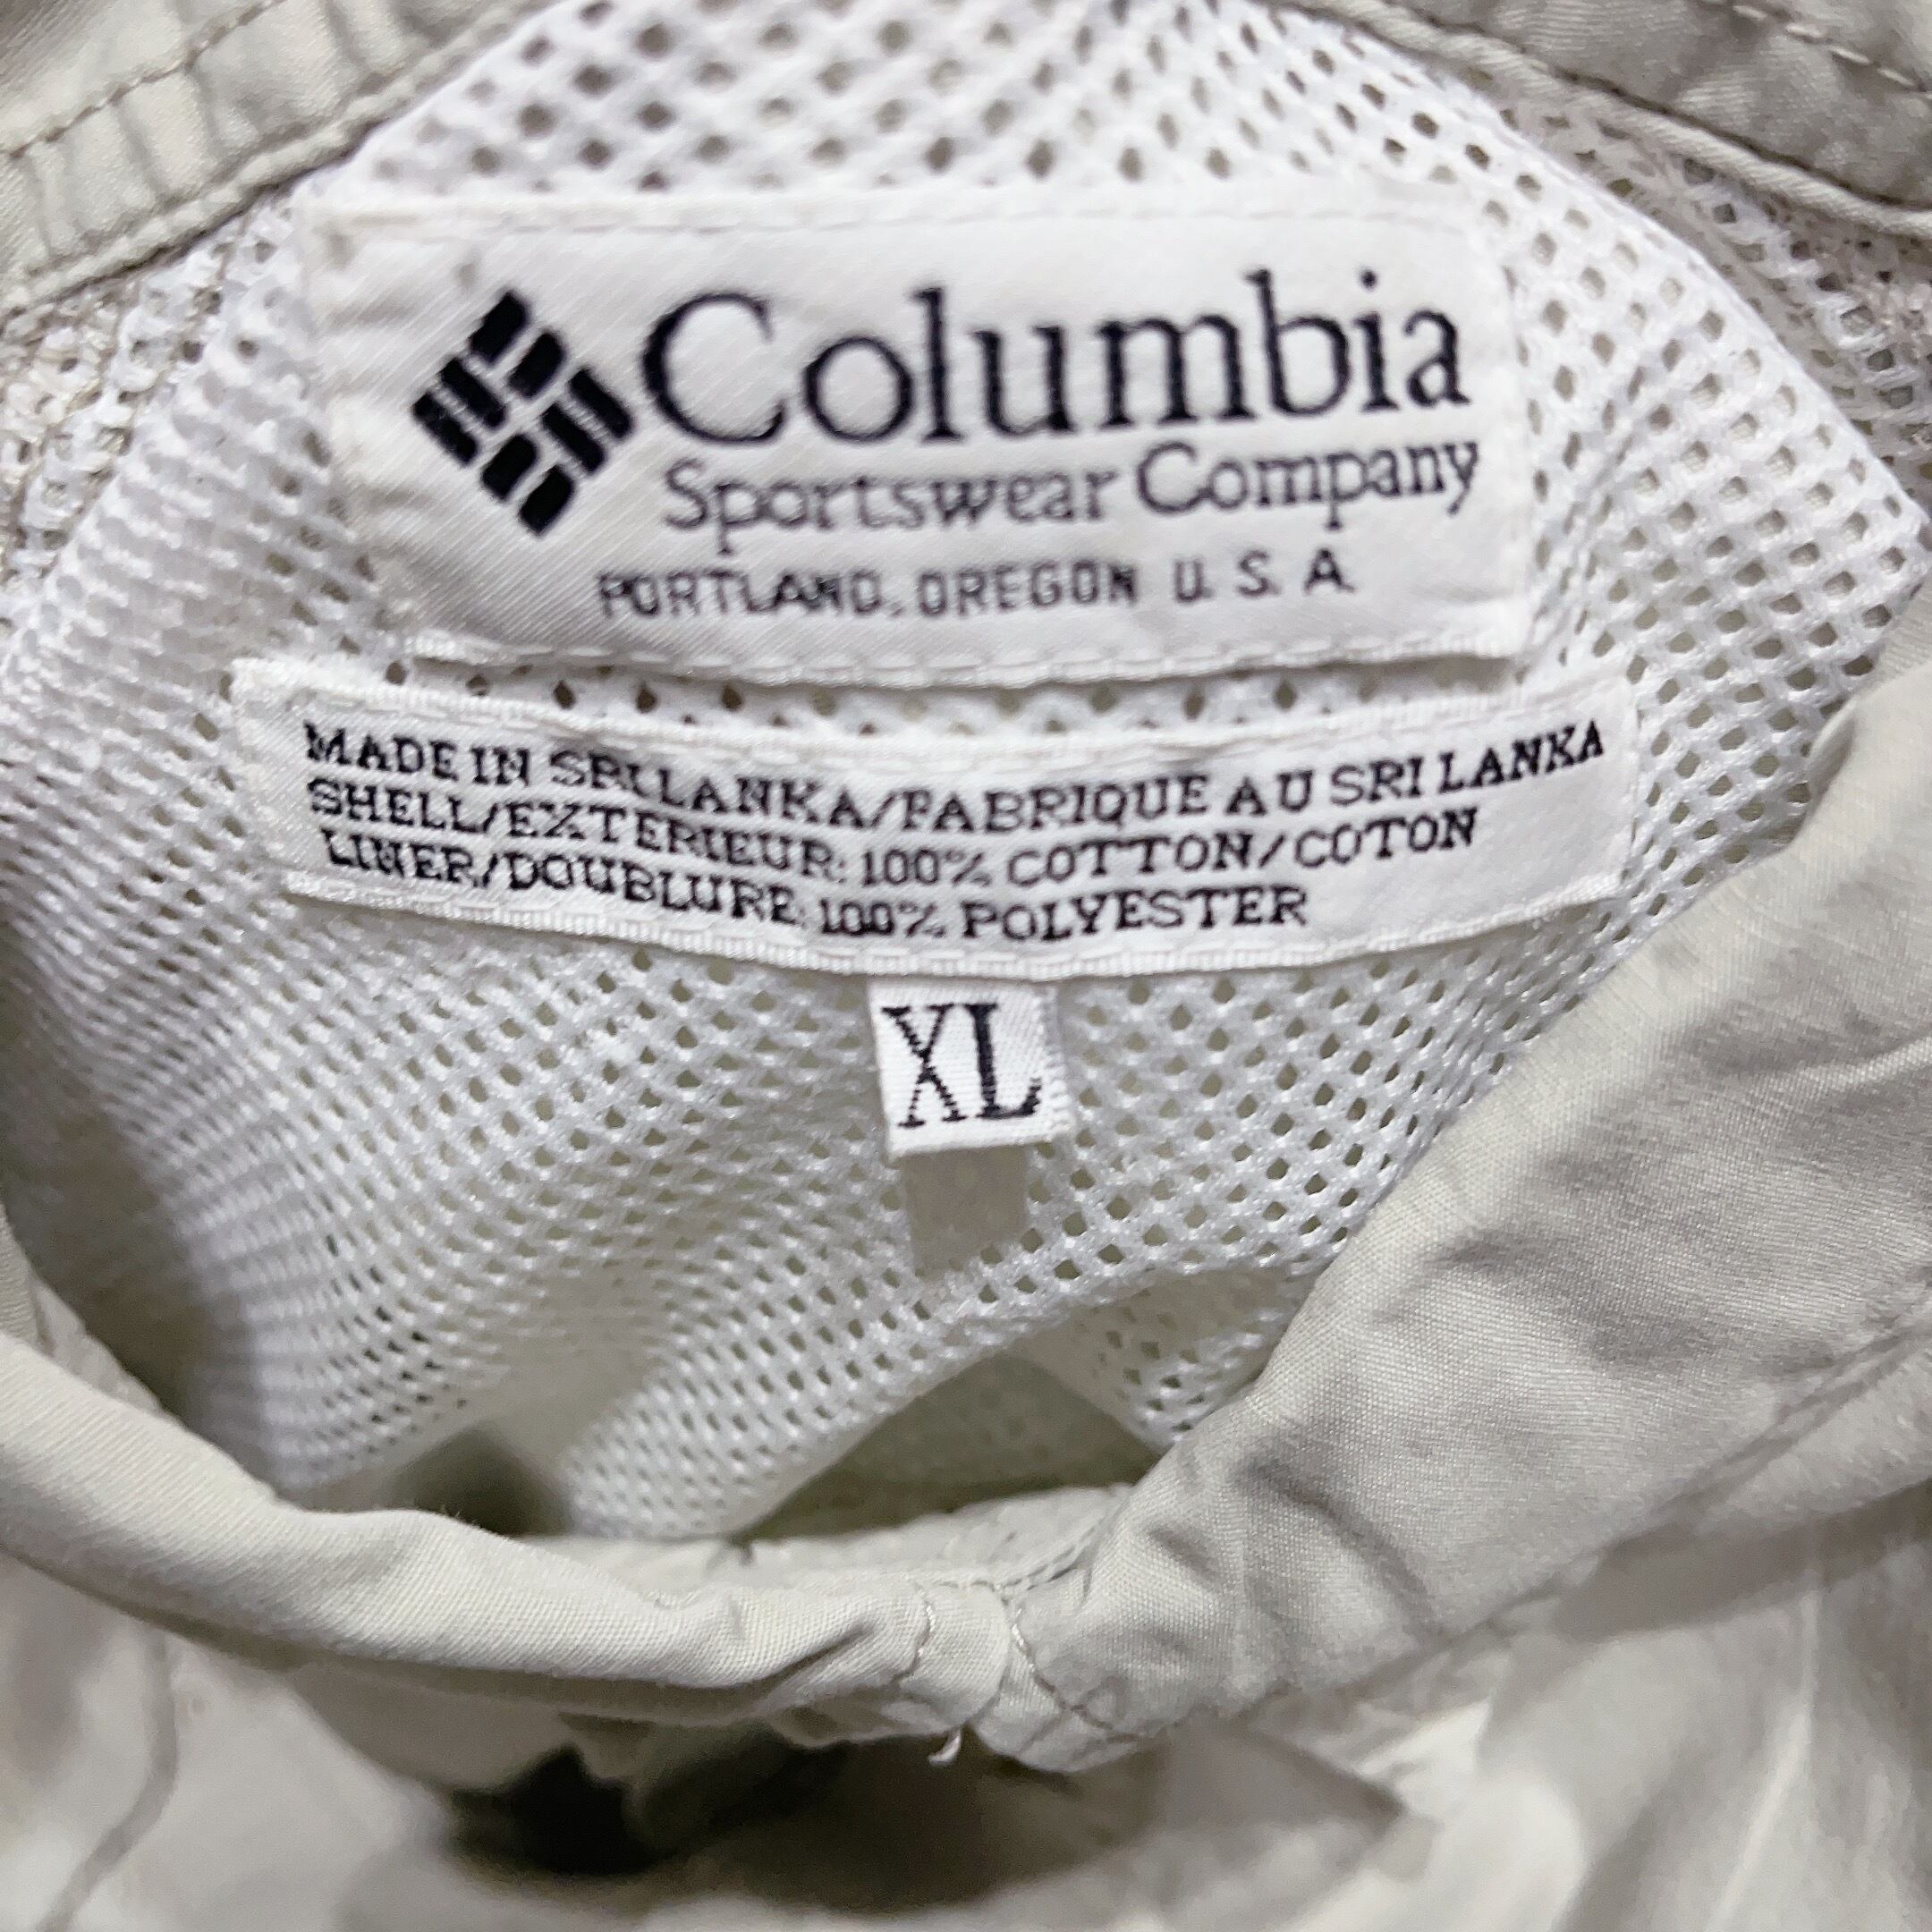 Columbia
Sportswear Company
PORTLAND, OREGON U. S. A.
MADE IN SRI LANKA/FABRIQUE AU SRI LANKA
SHELL/EXTERIEUR: 100% COTTON/COTON
LINER/DOUBLURE: 100% POLYESTER
XL